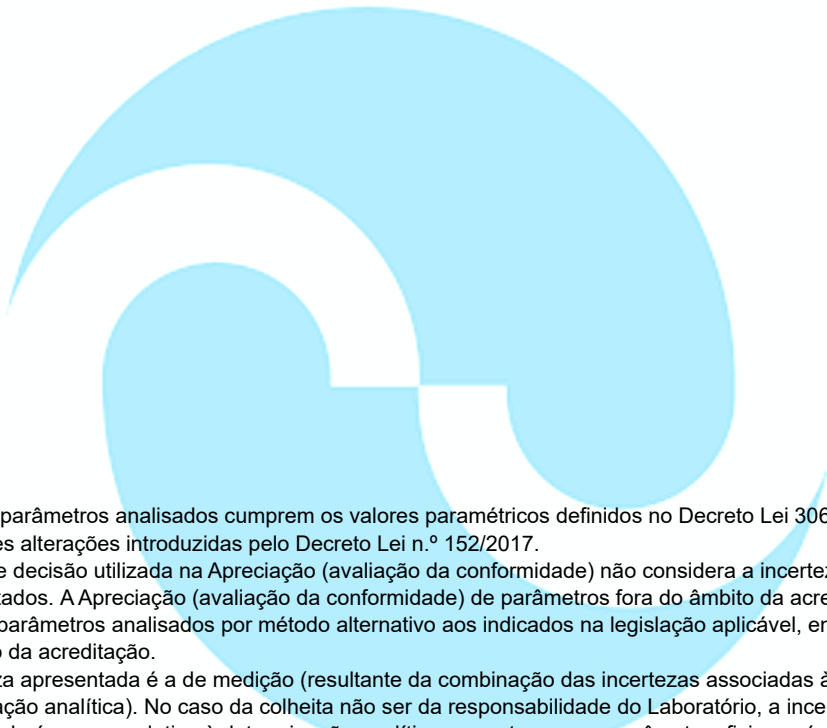 parâmetros analisados cumprem os valores paramétricos definidos no Decreto Lei 306
es alterações introduzidas pelo Decreto Lei n.º 152/2017.
e decisão utilizada na Apreciação (avaliação da conformidade) não considera a incertez
tados. A Apreciação (avaliação da conformidade) de parâmetros fora do âmbito da acre
parâmetros analisados por método alternativo aos indicados na legislação aplicável, en
o da acreditação.
za apresentada é a de medição (resultante da combinação das incertezas associadas à
ação analítica). No caso da colheita não ser da responsabilidade do Laboratório, a ince